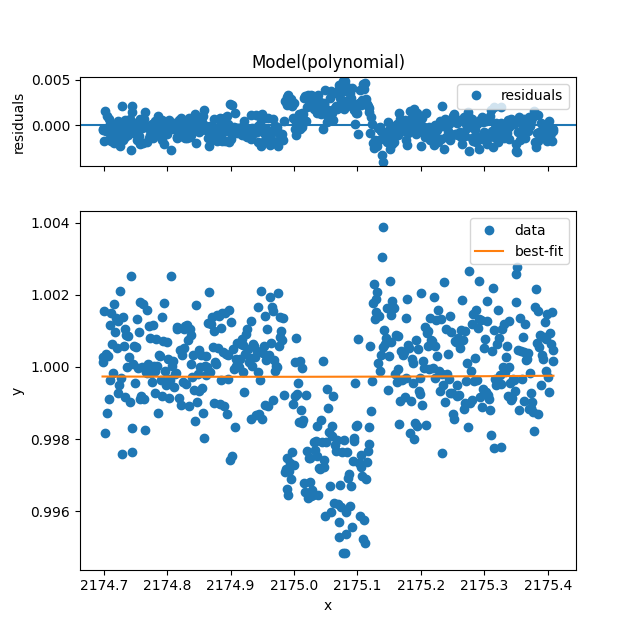 Model(polynomial)
0.005
0.000
residuals
residuals
1.004
1.002
1.000
0.998
0.996
y
data
best-fit
2174.7 2174.8 2174.9 2175.0 2175.1 2175.2 2175.3 2175.4
x